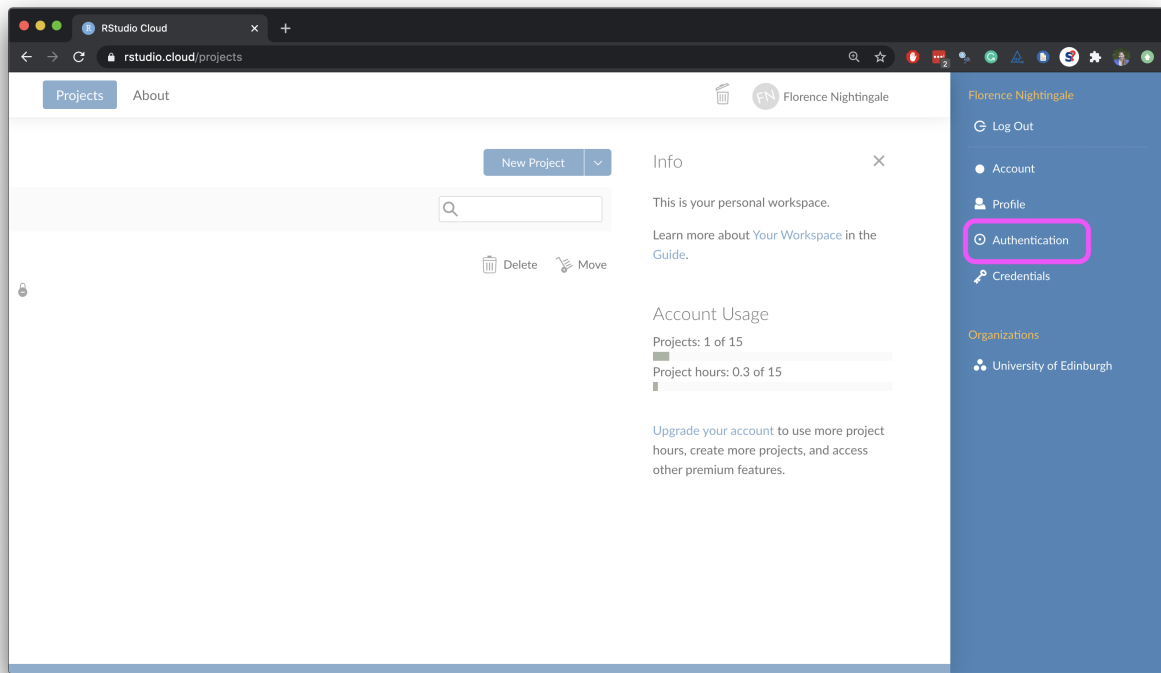 RStudio Cloud
rstudio.cloud/projects
2
Projects About
FN Florence Nightingale
New Project
Delete Move
Info
This is your personal workspace.
Learn more about Your Workspace in the
Guide.
Account Usage
Projects: 1 of 15
Project hours: 0.3 of 15
Upgrade your account to use more project
hours, create more projects, and access
other premium features.
Florence Nightingale
Log Out
Account
Profile
Authentication
Credentials
Organizations
University of Edinburgh